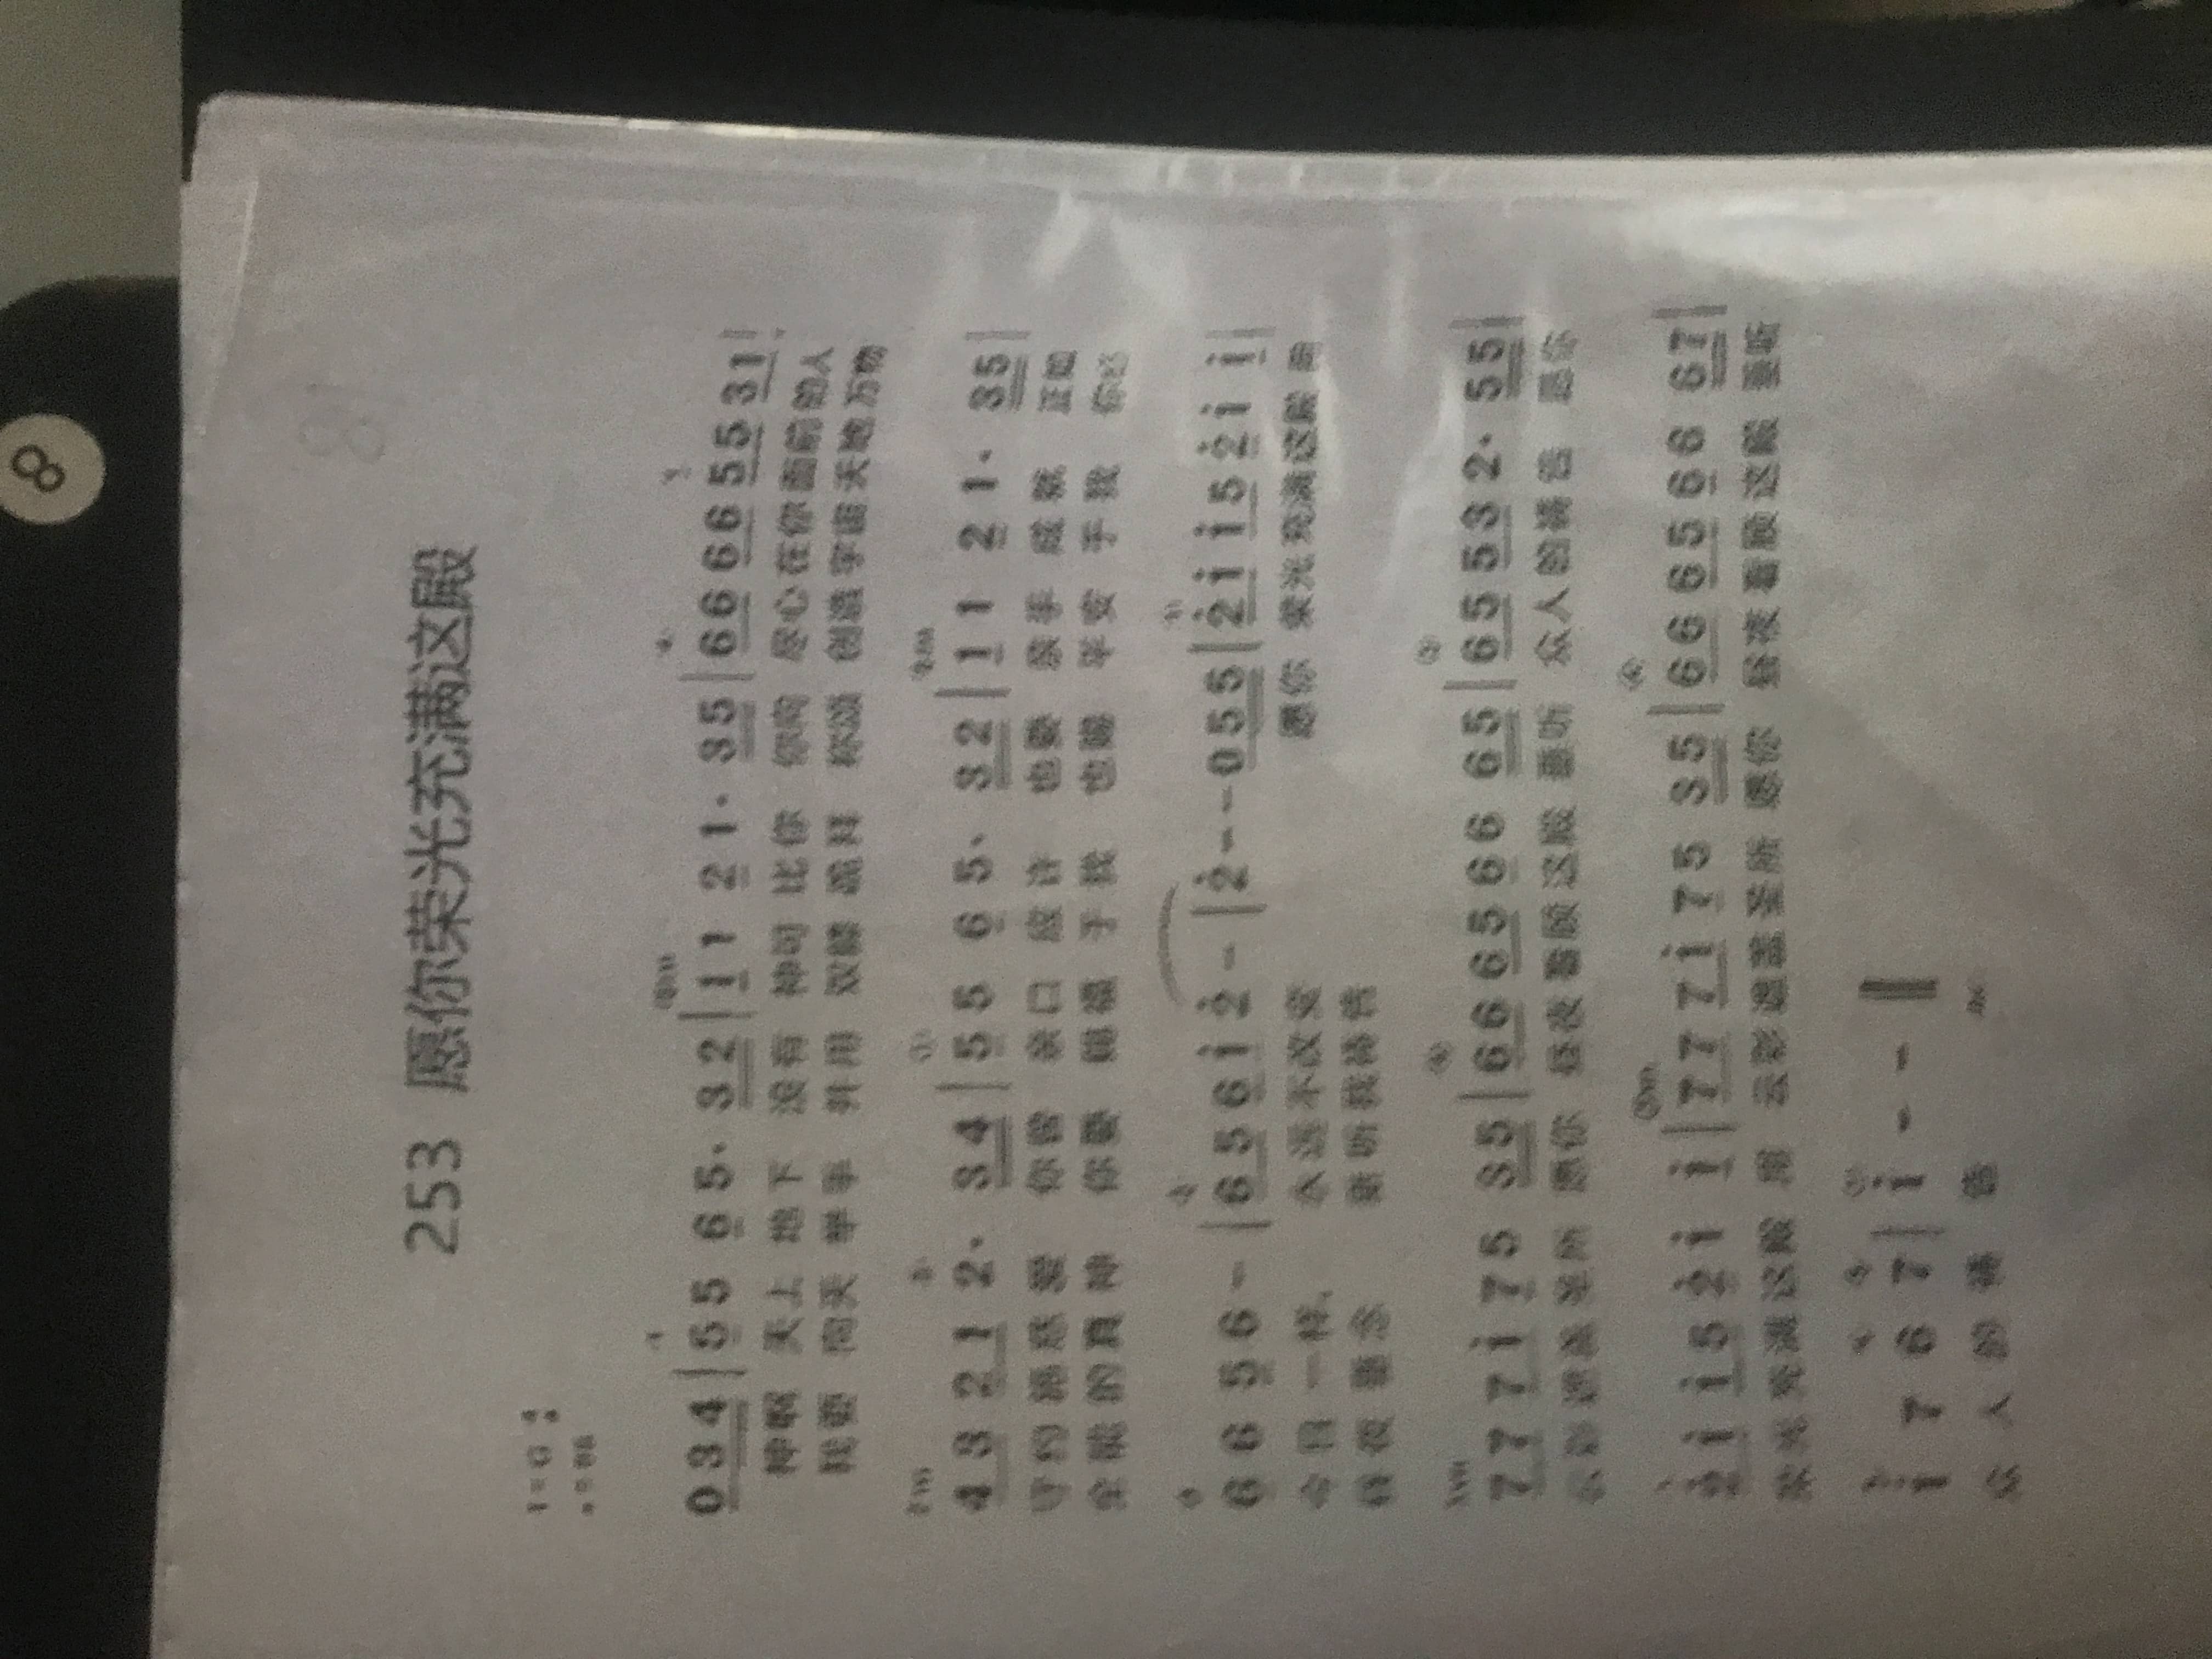 8
81
253 愿你荣光充满这殿
1=G 4/4
0 3 4 | 5 5 6 5· 3 2 | 1 1 2 1· 3 5 | 6 6 6 6 5 5 3 1 |
神啊 天上 地下 没有 神可 比你 你向 尽心在你面前的人
我要 向天 举手 并用 双膝 跪拜 称颂 创造宇宙天地万物
4 3 2 1 2· 3 4 | 5 5 6 5· 3 2 | 1 1 2 1· 3 5 |
守约 慈爱 你曾 亲口 应许 也要 亲手 成就 正如
全能的真神 你要 赐福 于我 也赐 平安 于我 你
6 6 5 6 - | 6 5 6 i 2̇ - | 2̇ - - 0 5 5 | 2̇ i i 5 2̇ i i |
今日 一样， 永远不改变 愿你 荣光充满这殿 用
念 垂听我祷告
7 7 7 i 7 5 3 5 | 6 6 6 5 6 6 6 5 | 6 5 5 3 2· 5 5 |
云彩遮盖圣所 愿你 昼夜看顾这殿 垂听 众人的祷告 愿你
2̇ i i 5 2̇ i i | 7 7 7 i 7 5 3 5 | 6 6 6 5 6 6 6 7 |
荣光充满这殿 用 云彩遮盖圣所 愿你 昼夜看顾这殿 垂听
i 7 6 7 | i - - ‖
众人的祷告